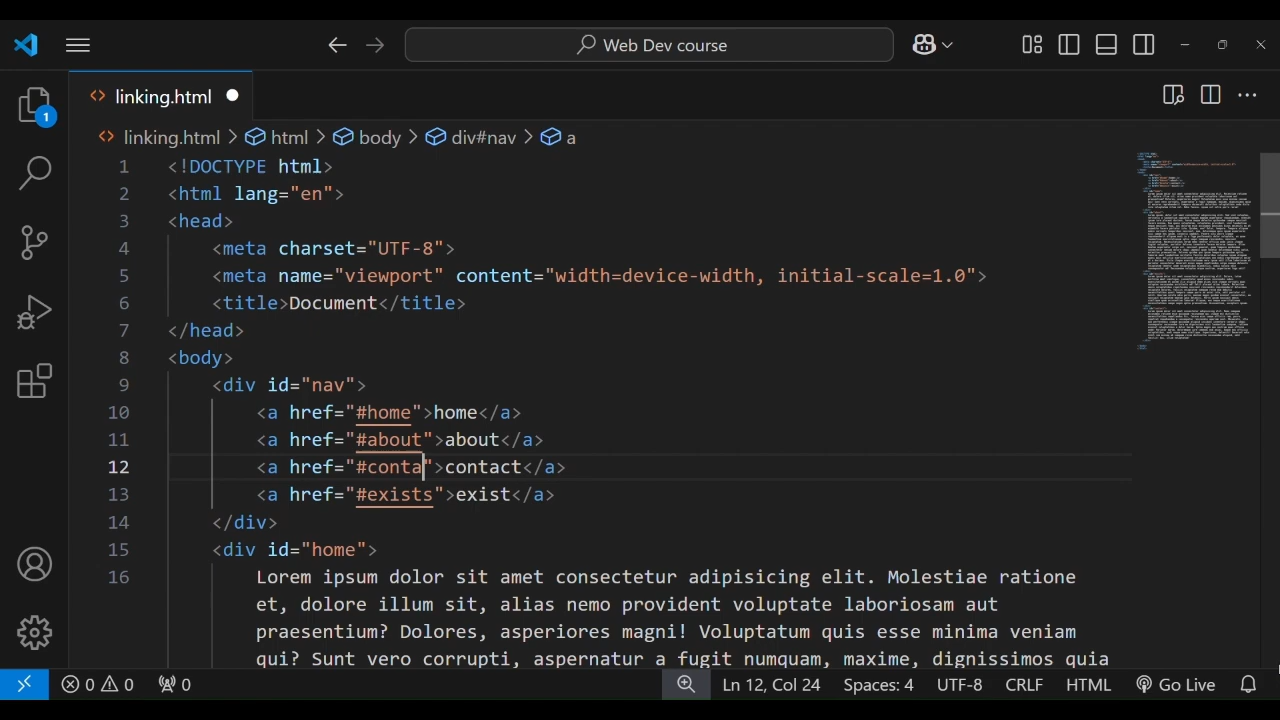 Web Dev course
linking.html
1
linking.html > html > body > div#nav > a
1 <!DOCTYPE html>
2 <html lang="en">
3 <head>
4 <meta charset="UTF-8">
5 <meta name="viewport" content="width=device-width, initial-scale=1.0">
6 <title>Document</title>
7 </head>
8 <body>
9 <div id="nav">
10 <a href="#home">home</a>
11 <a href="#about">about</a>
12 <a href="#conta">contact</a>
13 <a href="#exists">exist</a>
14 </div>
15 <div id="home">
16 Lorem ipsum dolor sit amet consectetur adipisicing elit. Molestiae ratione
et, dolore illum sit, alias nemo provident voluptate laboriosam aut
praesentium? Dolores, asperiores magni! Voluptatum quis esse minima veniam
qui? Sunt vero corrupti, aspernatur a fugit numquam, maxime, dignissimos quia
0 0 0 Ln 12, Col 24 Spaces: 4 UTF-8 CRLF HTML Go Live